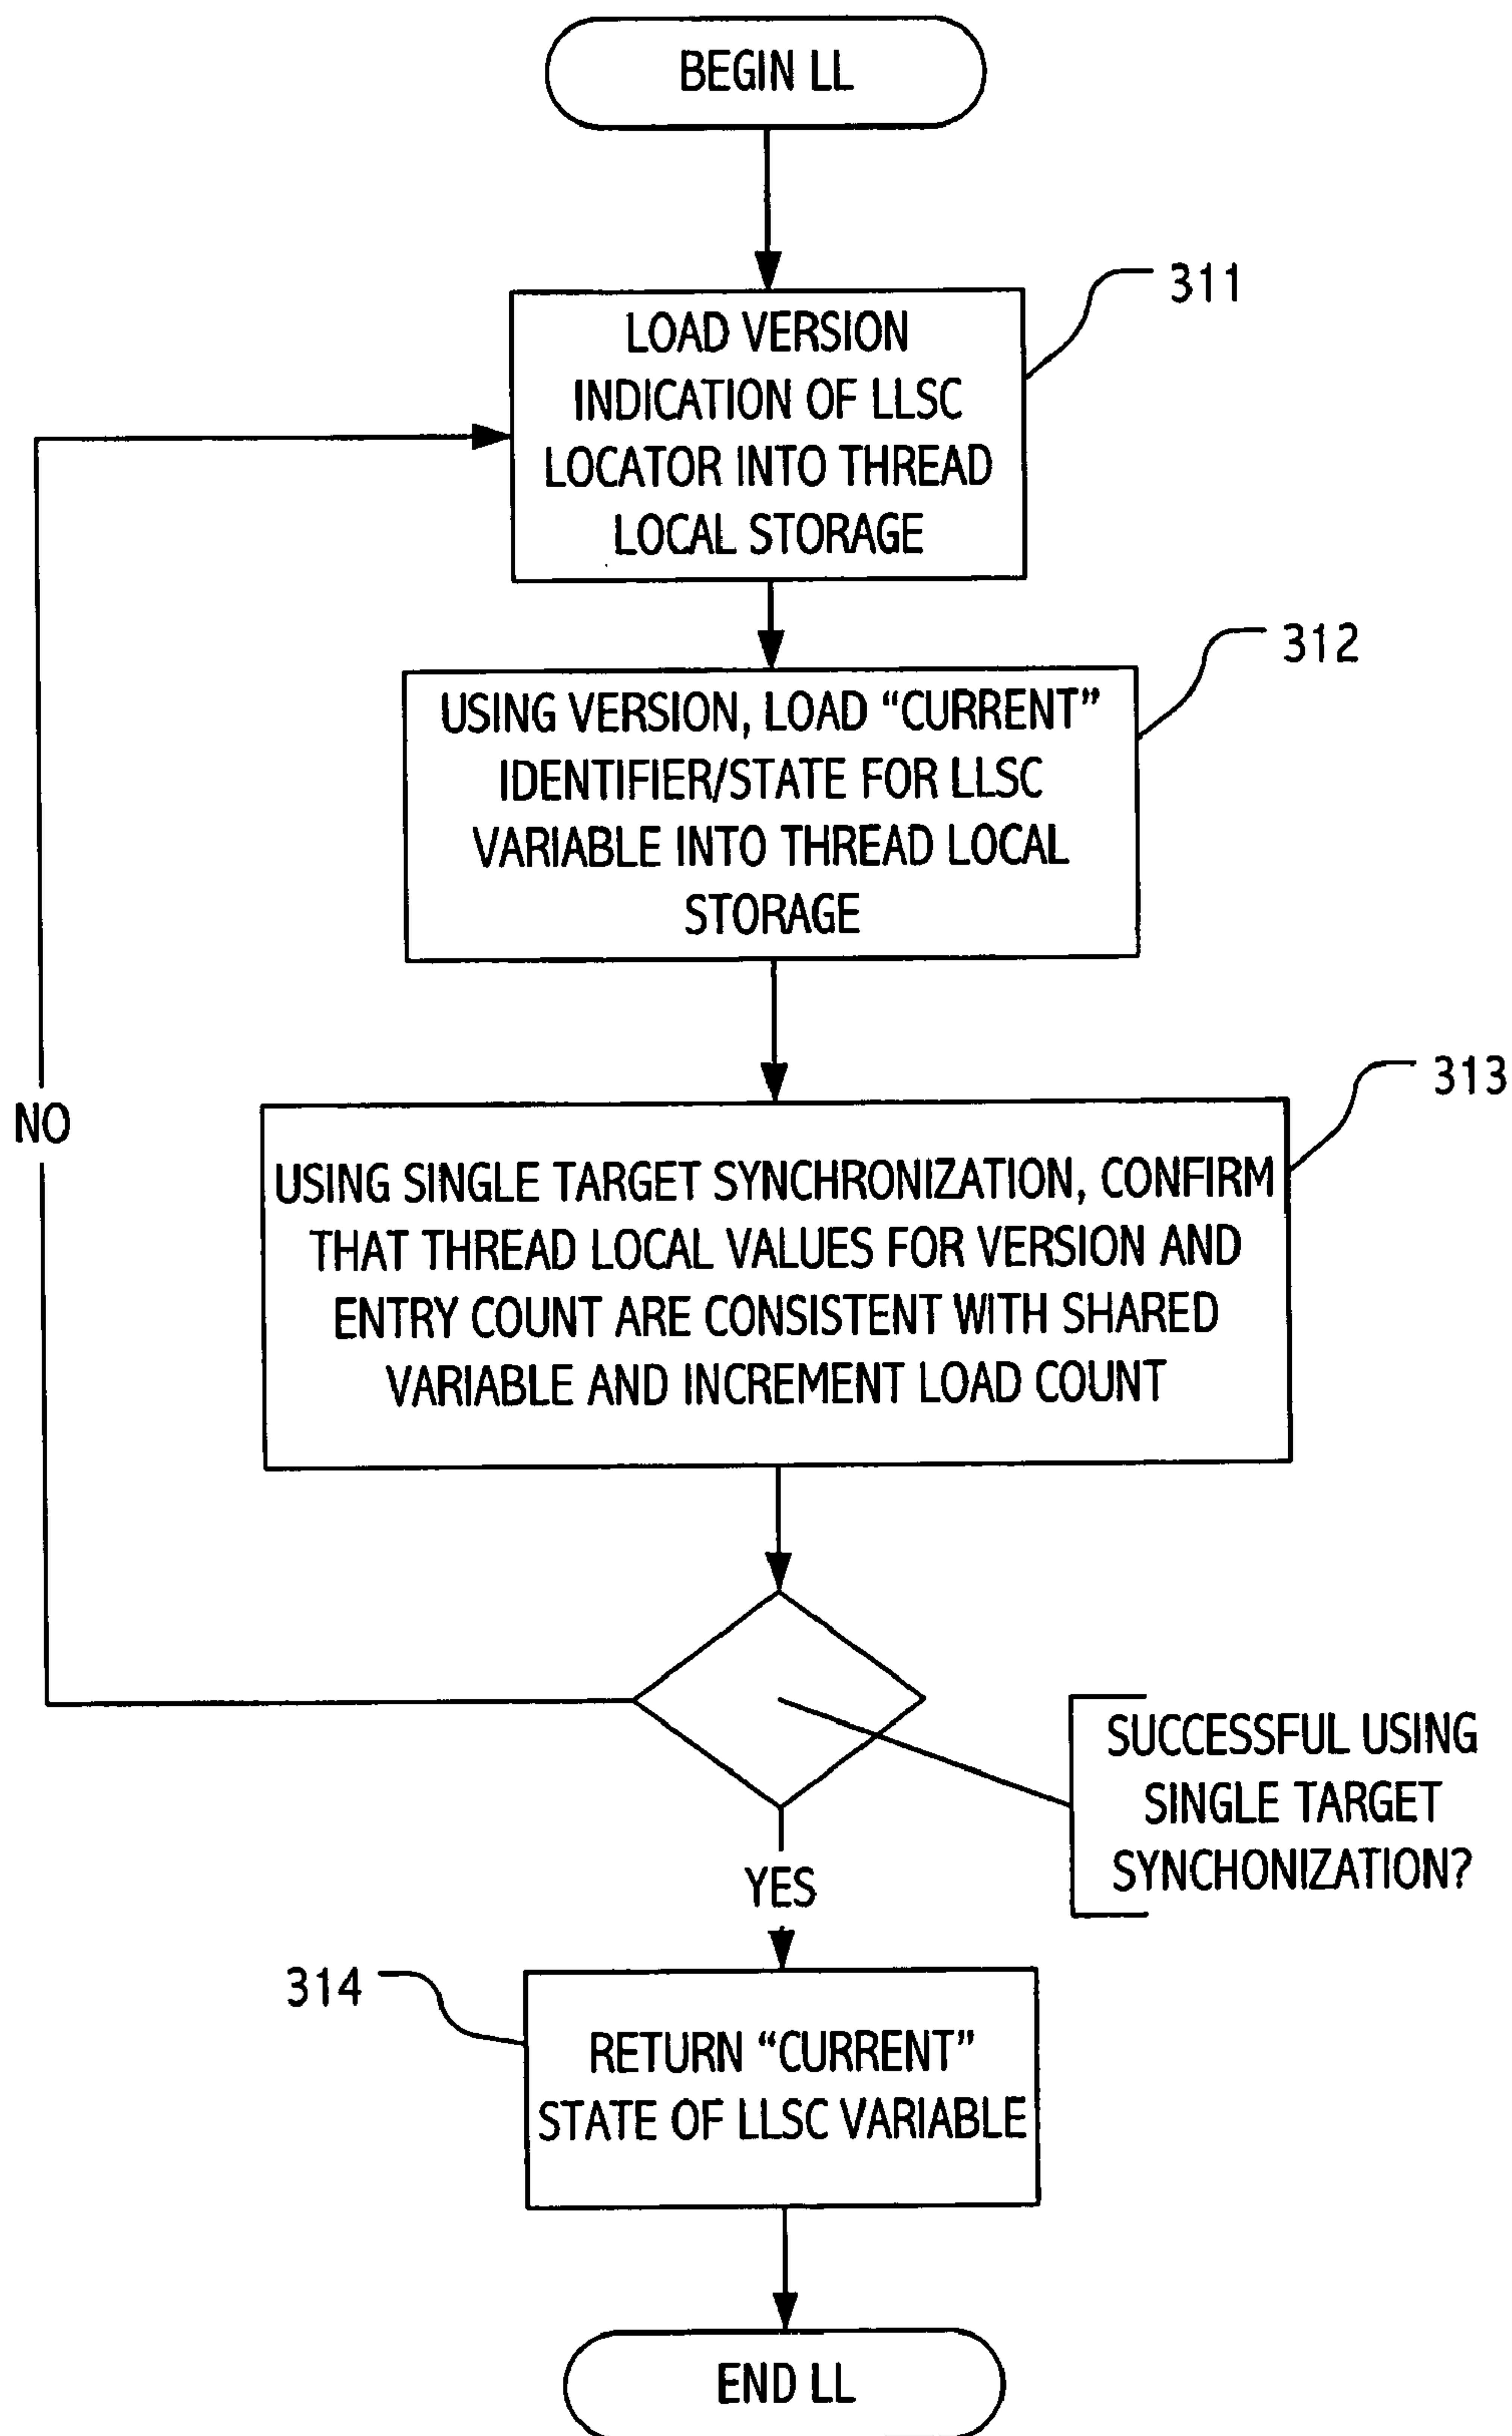 BEGIN LL
311
LOAD VERSION
INDICATION OF LLSC
LOCATOR INTO THREAD
LOCAL STORAGE
312
USING VERSION, LOAD “CURRENT”
IDENTIFIER/STATE FOR LLSC
VARIABLE INTO THREAD LOCAL
STORAGE
313
USING SINGLE TARGET SYNCHRONIZATION, CONFIRM
THAT THREAD LOCAL VALUES FOR VERSION AND
ENTRY COUNT ARE CONSISTENT WITH SHARED
VARIABLE AND INCREMENT LOAD COUNT
NO
SUCCESSFUL USING
SINGLE TARGET
SYNCHONIZATION?
YES
314
RETURN “CURRENT”
STATE OF LLSC VARIABLE
END LL